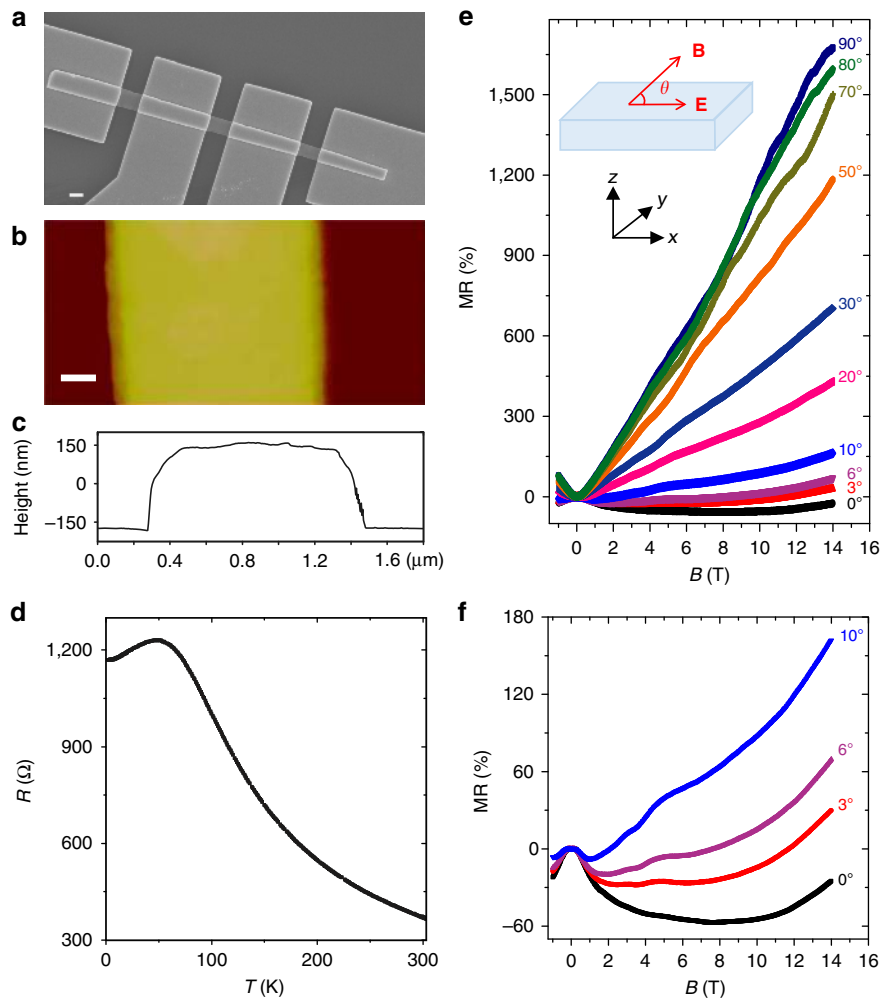 a
b
c
Height (nm)
150
0
−150
0.0 0.4 0.8 1.2 1.6 (μm)
d
R (Ω)
1,200
900
600
300
0 100 200 300
T (K)
e
MR (%)
1,500
1,200
900
600
300
0
B
θ
E
z
y
x
90°
80°
70°
50°
30°
20°
10°
6°
3°
0°
0 2 4 6 8 10 12 14 16
B (T)
f
MR (%)
180
120
60
0
−60
10°
6°
3°
0°
0 2 4 6 8 10 12 14 16
B (T)